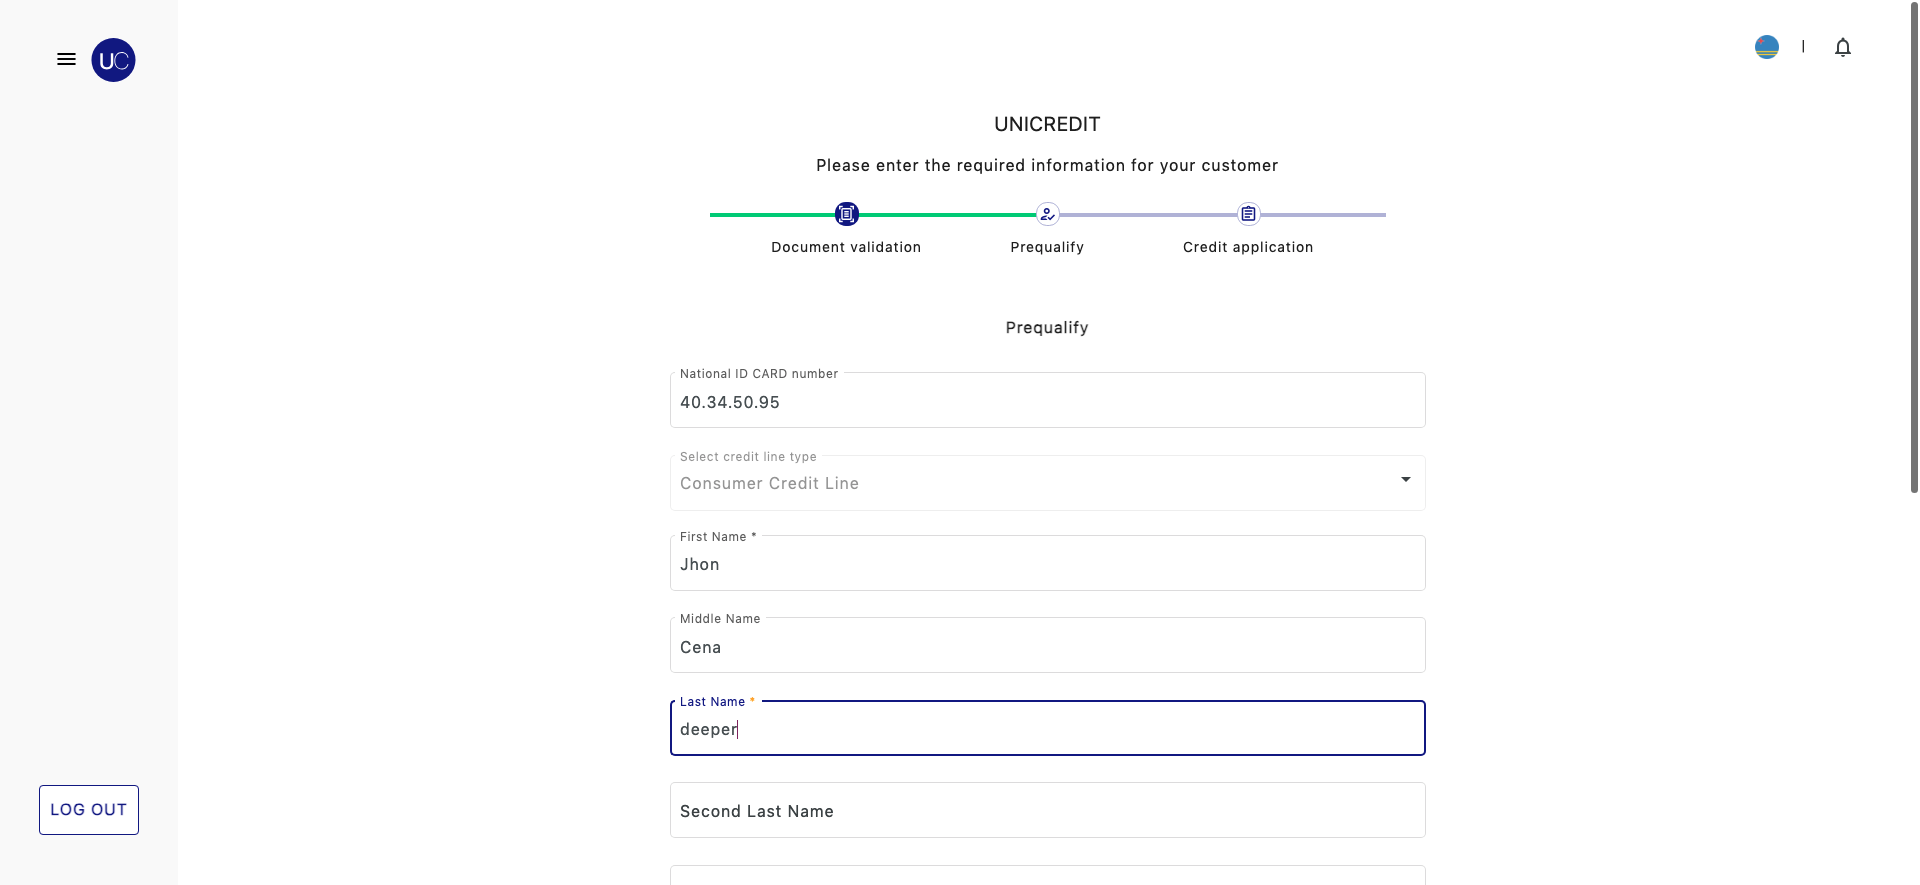 UC
UNICREDIT
Please enter the required information for your customer
Document validation
Prequalify
Credit application
Prequalify
National ID CARD number
40.34.50.95
Select credit line type
Consumer Credit Line
First Name *
Jhon
Middle Name
Cena
Last Name *
deeper
Second Last Name
LOG OUT